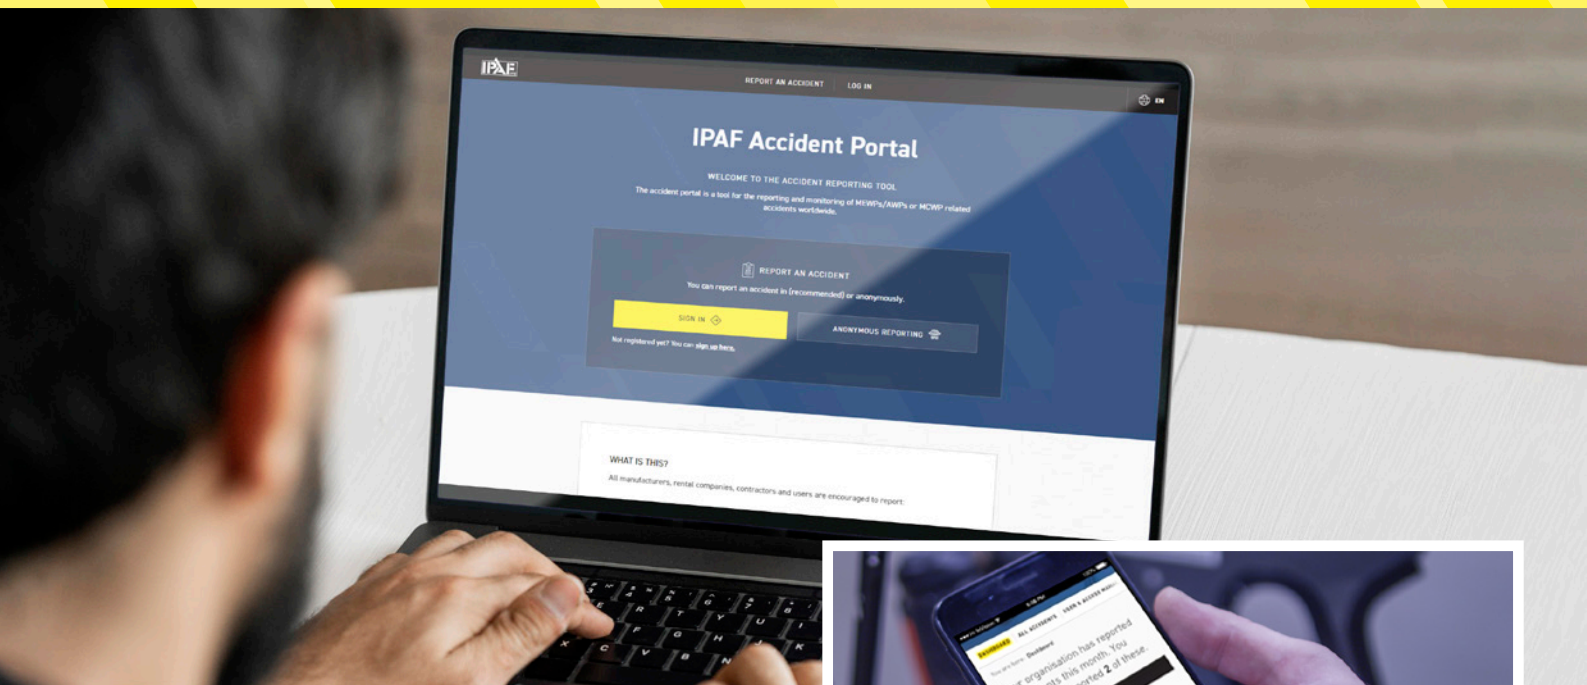 IPAF
REPORT AN ACCIDENT
LOG IN
EN
IPAF Accident Portal
WELCOME TO THE ACCIDENT REPORTING TOOL
The accident portal is a tool for the reporting and monitoring of MEWPs/AWPs or MCWP related
accidents worldwide.
REPORT AN ACCIDENT
You can report an accident in (recommended) or anonymously.
SIGN IN
ANONYMOUS REPORTING
Not registered yet? You can sign up here.
WHAT IS THIS?
All manufacturers, rental companies, contractors and users are encouraged to report:
100%
DASHBOARD ALL ACCIDENTS USER & ACCESS
You are here: Dashboard
organisation has reported
this month. You
2 of these.